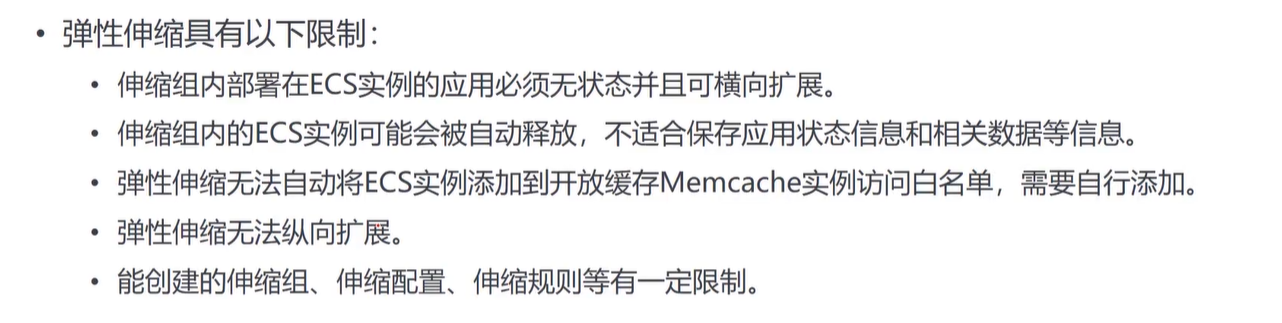 • 弹性伸缩具有以下限制：
• 伸缩组内部署在ECS实例的应用必须无状态并且可横向扩展。
• 伸缩组内的ECS实例可能会被自动释放，不适合保存应用状态信息和相关数据等信息。
• 弹性伸缩无法自动将ECS实例添加到开放缓存Memcache实例访问白名单，需要自行添加。
• 弹性伸缩无法纵向扩展。
• 能创建的伸缩组、伸缩配置、伸缩规则等有一定限制。